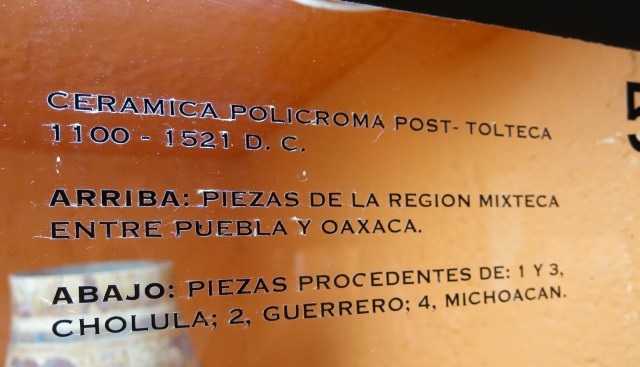 CERAMICA POLICROMA POST- TOLTECA
1100 - 1521 D. C.
ARRIBA: PIEZAS DE LA REGION MIXTECA
ENTRE PUEBLA Y OAXACA.
ABAJO: PIEZAS PROCEDENTES DE: 1 Y 3,
CHOLULA; 2, GUERRERO; 4, MICHOACAN.